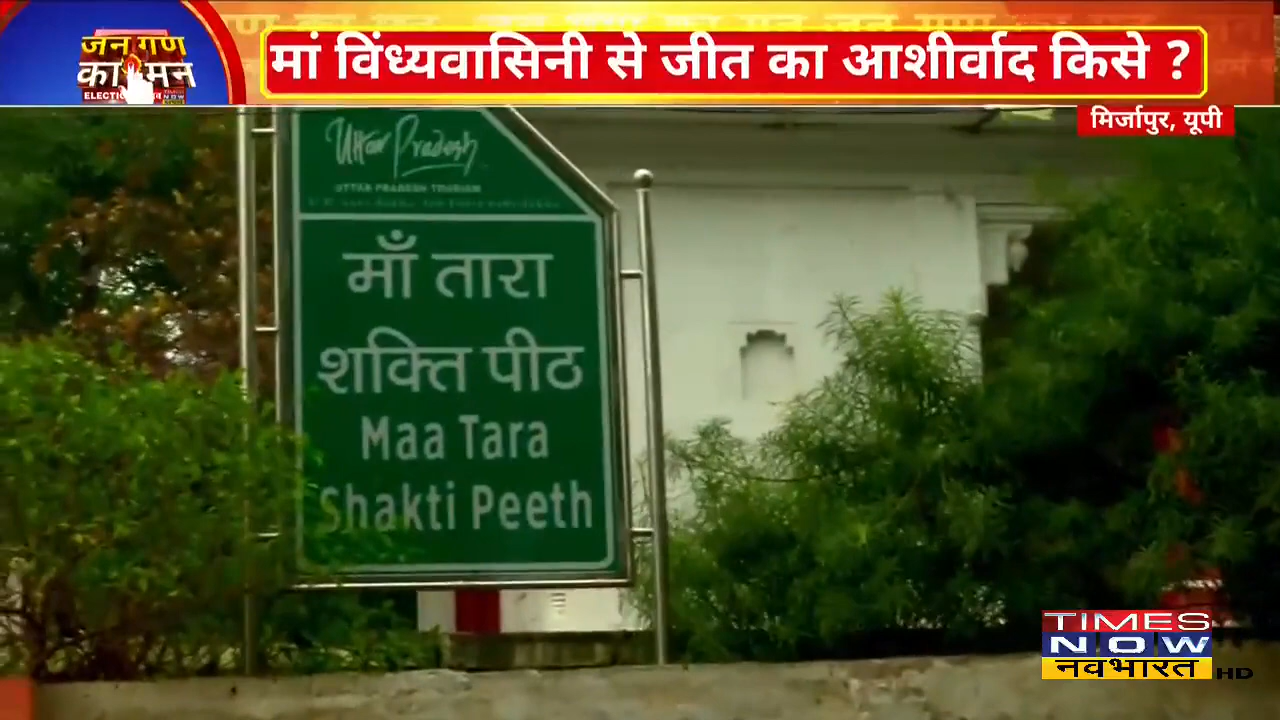 जन गण
का मन
मां विंध्यवासिनी से जीत का आशीर्वाद किसे ?
मिर्जापुर, यूपी
Uttar Pradesh
UTTAR PRADESH TOURISM
माँ तारा
शक्ति पीठ
Maa Tara
Shakti Peeth
TIMES
NOW
नवभारत HD